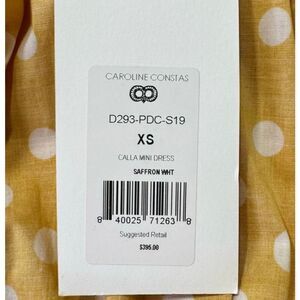 CAROLINE CONSTAS
D293-PDC-S19
XS
CALLA MINI DRESS
SAFFRON WHT
8 40025 71263 8
Suggested Retail
$395.00